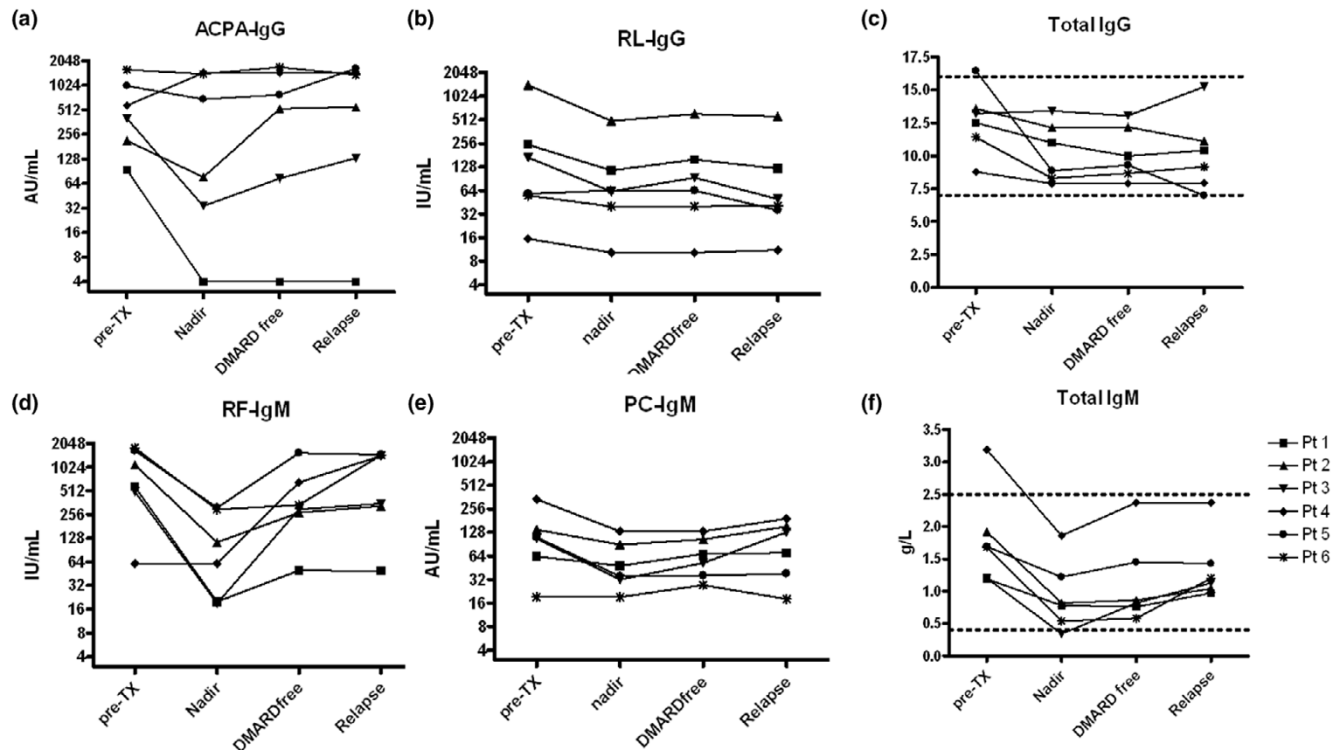 (a)
ACPA-IgG
AU/mL
2048
1024
512
256
128
64
32
16
8
4
pre-TX
Nadir
DMARD free
Relapse
(b)
RL-IgG
IU/mL
2048
1024
512
256
128
64
32
16
8
4
pre-TX
nadir
DMARDfree
Relapse
(c)
Total IgG
17.5
15.0
12.5
10.0
7.5
5.0
2.5
0.0
pre-TX
Nadir
DMARD free
Relapse
(d)
RF-IgM
IU/mL
2048
1024
512
256
128
64
32
16
8
4
pre-TX
Nadir
DMARDfree
Relapse
(e)
PC-IgM
AU/mL
2048
1024
512
256
128
64
32
16
8
4
pre-TX
nadir
DMARDfree
Relapse
(f)
Total IgM
g/L
3.5
3.0
2.5
2.0
1.5
1.0
0.5
0.0
pre-TX
Nadir
DMARD free
Relapse
Pt 1
Pt 2
Pt 3
Pt 4
Pt 5
Pt 6